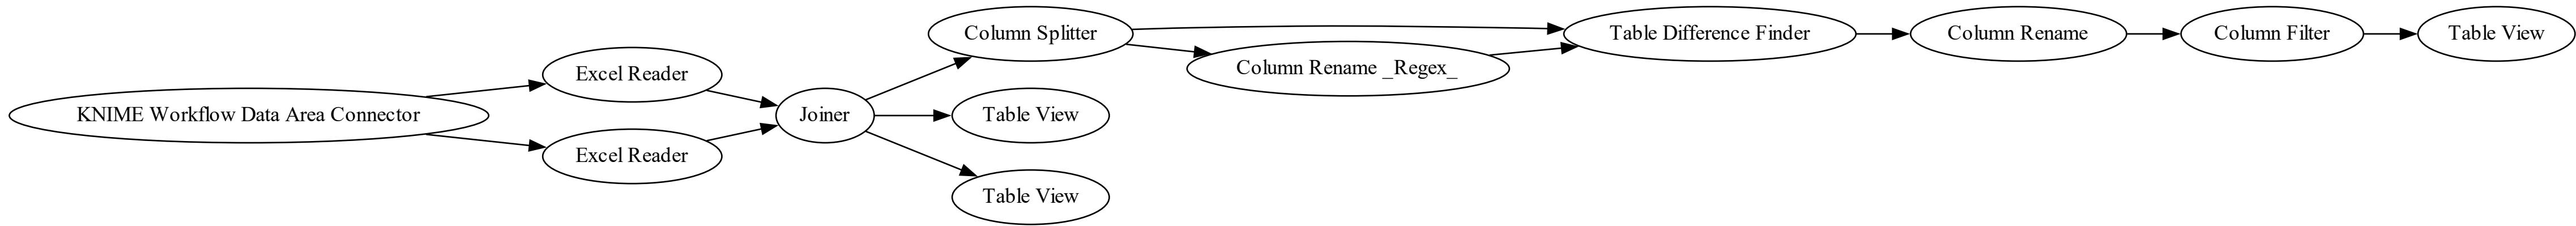 KNIME Workflow Data Area Connector
Excel Reader
Excel Reader
Joiner
Column Splitter
Table View
Table View
Column Rename _Regex_
Table Difference Finder
Column Rename
Column Filter
Table View